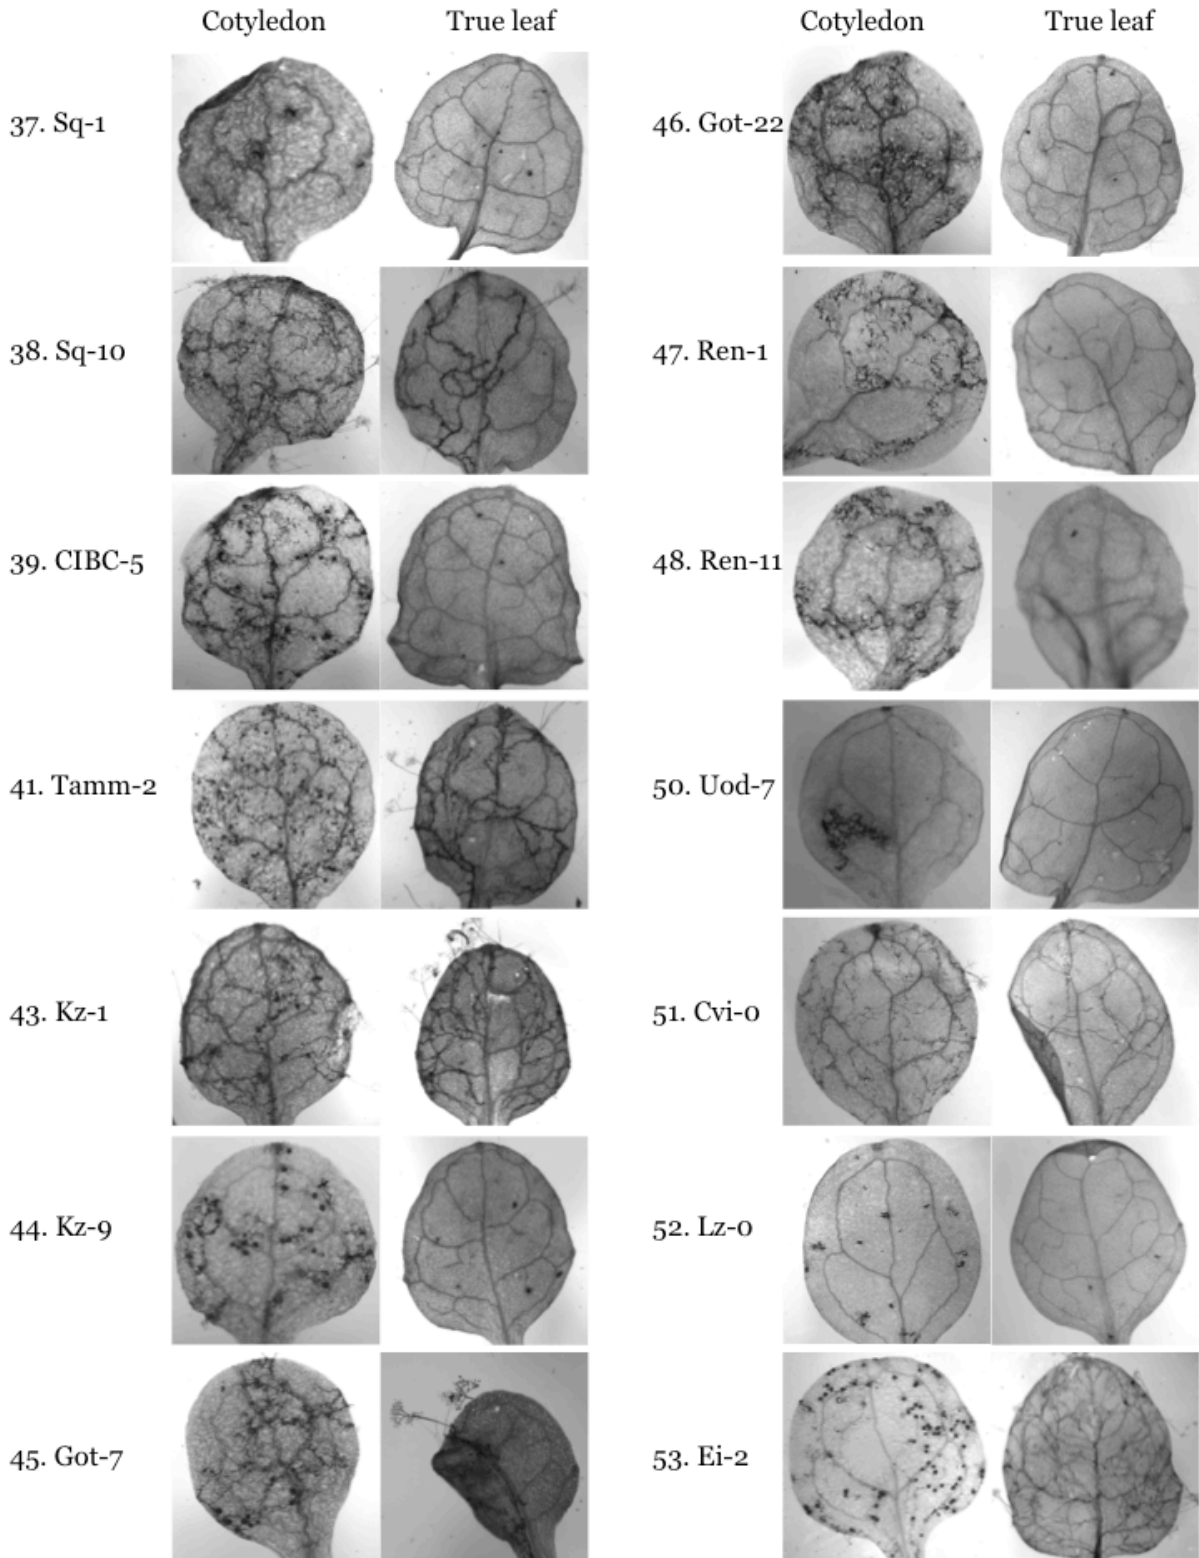 Cotyledon True leaf Cotyledon True leaf
37. Sq-1
46. Got-22
38. Sq-10
47. Ren-1
39. CIBC-5
48. Ren-11
41. Tamm-2
50. Uod-7
43. Kz-1
51. Cvi-0
44. Kz-9
52. Lz-0
45. Got-7
53. Ei-2